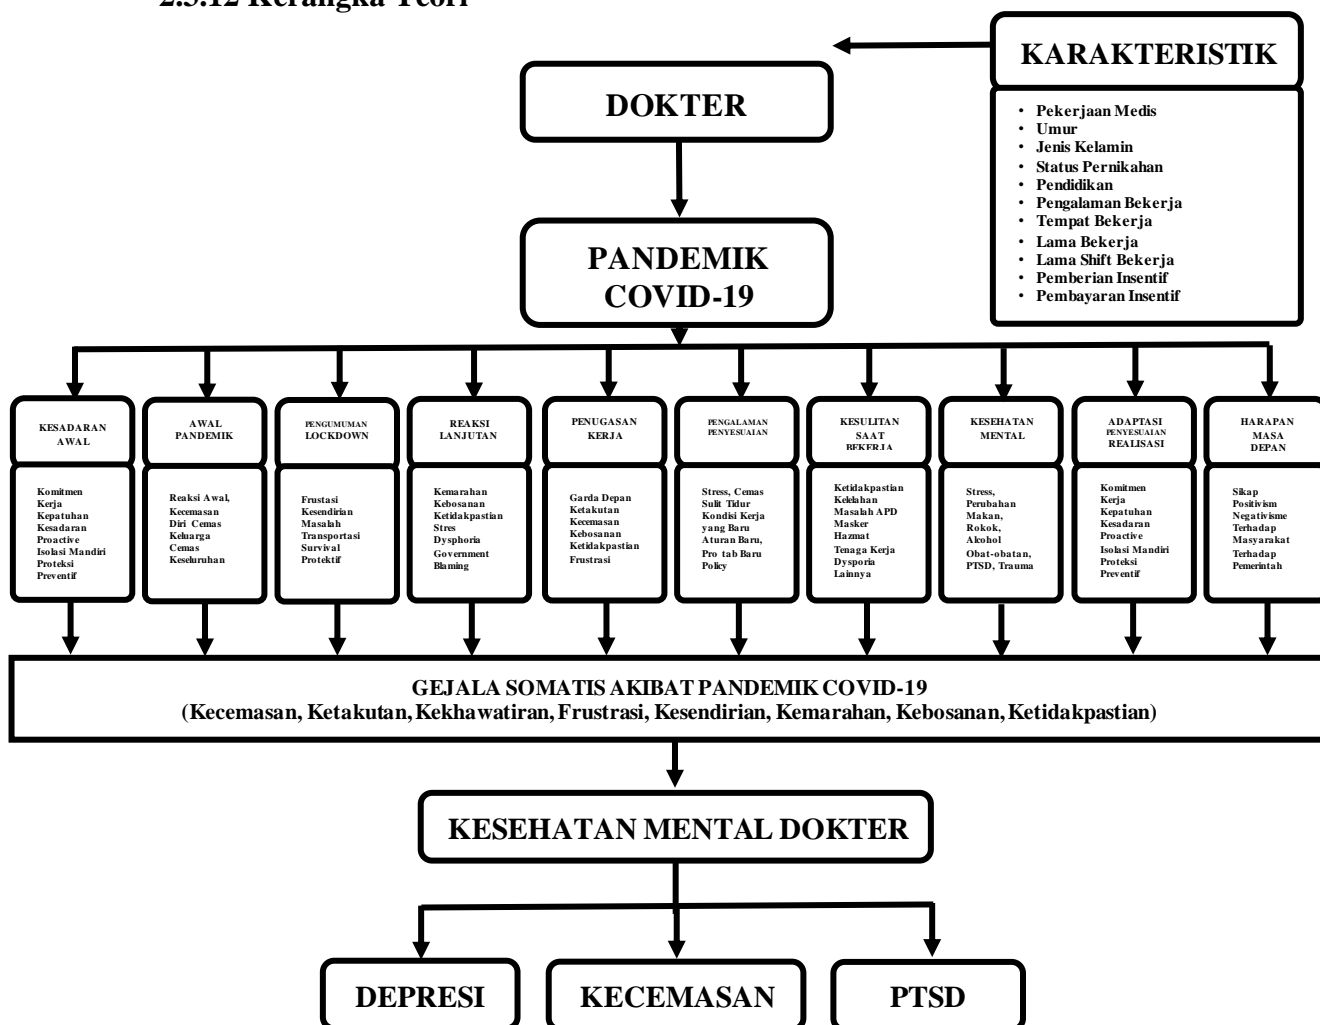 2.3.12 Kerangka Teori
KARAKTERISTIK
• Pekerjaan Medis
• Umur
• Jenis Kelamin
• Status Pernikahan
• Pendidikan
• Pengalaman Bekerja
• Tempat Bekerja
• Lama Bekerja
• Lama Shift Bekerja
• Pemberian Insentif
• Pembayaran Insentif
DOKTER
PANDEMIK
COVID-19
KESADARAN
AWAL
Komitmen
Kerja
Kepatuhan
Kesadaran
Proactive
Isolasi Mandiri
Proteksi
Preventif
AWAL
PANDEMIK
Reaksi Awal,
Kecemasan
Diri Cemas
Keluarga
Cemas
Keseluruhan
PENGUMUMAN
LOCKDOWN
Frustasi
Kesendirian
Masalah
Transportasi
Survival
Protektif
REAKSI
LANJUTAN
Kemarahan
Kebosanan
Ketidakpastian
Stres
Dysphoria
Government
Blaming
PENUGASAN
KERJA
Garda Depan
Ketakutan
Kecemasan
Kebosanan
Ketidakpastian
Frustrasi
PENGALAMAN
PENYESUAIAN
Stress, Cemas
Sulit Tidur
Kondisi Kerja
yang Baru
Aturan Baru,
Pro tab Baru
Policy
KESULITAN
SAAT
BEKERJA
Ketidakpastian
Kelelahan
Masalah APD
Masker
Hazmat
Tenaga Kerja
Dysporia
Lainnya
KESEHATAN
MENTAL
Stress,
Perubahan
Makan,
Rokok,
Alcohol
Obat-obatan,
PTSD, Trauma
ADAPTASI
PENYESUAIAN
REALISASI
Komitmen
Kerja
Kepatuhan
Kesadaran
Proactive
Isolasi Mandiri
Proteksi
Preventif
HARAPAN
MASA
DEPAN
Sikap
Positivism
Negativisme
Terhadap
Masyarakat
Terhadap
Pemerintah
GEJALA SOMATIS AKIBAT PANDEMIK COVID-19
(Kecemasan, Ketakutan, Kekhawatiran, Frustrasi, Kesendirian, Kemarahan, Kebosanan, Ketidakpastian)
KESEHATAN MENTAL DOKTER
DEPRESI
KECEMASAN
PTSD